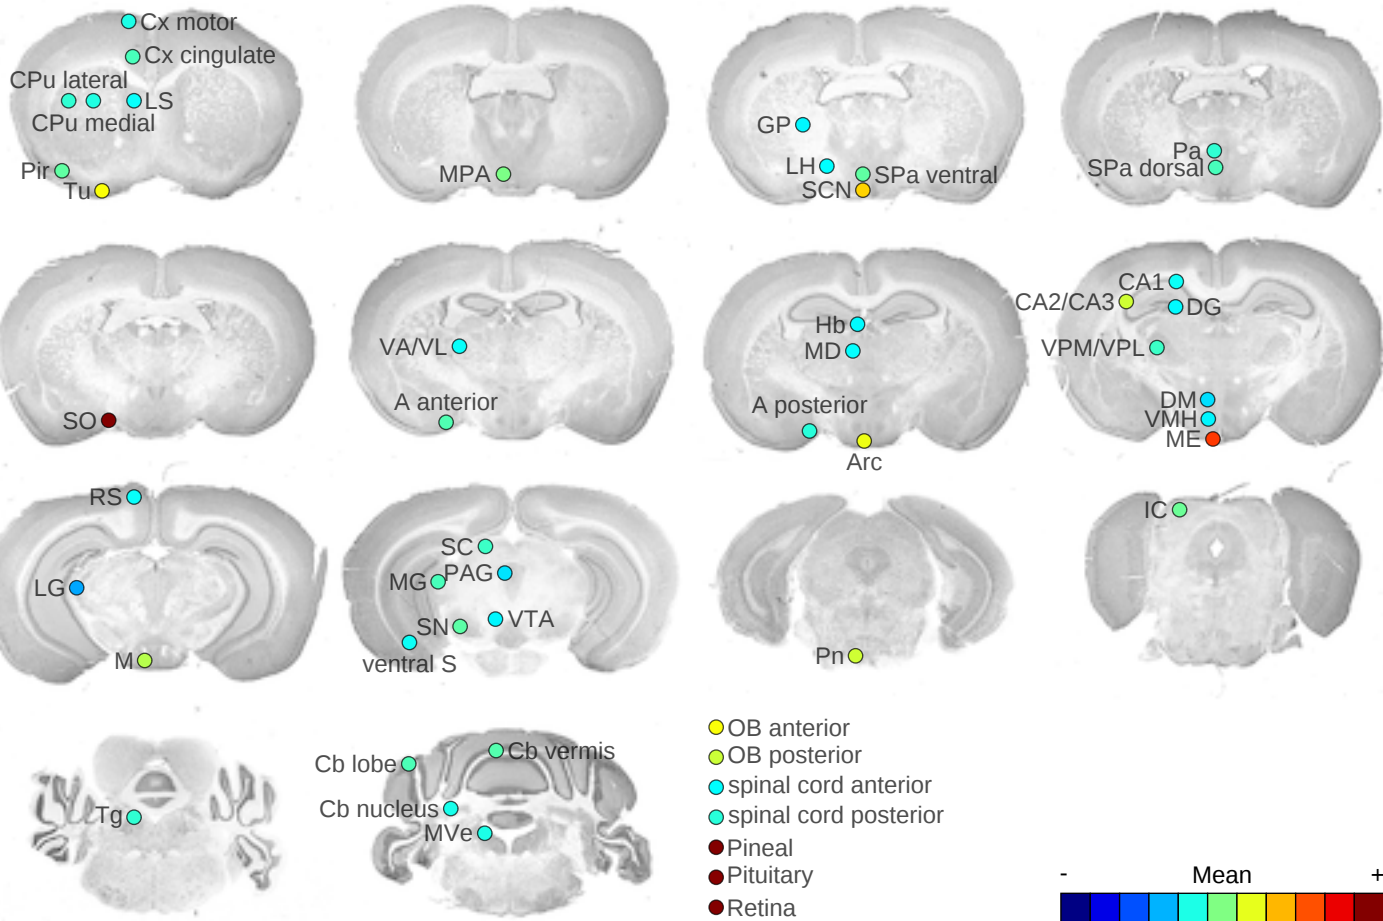 Cx motor
Cx cingulate
CPu lateral
LS
CPu medial
Pir
Tu
MPA
GP
LH
SPa ventral
SCN
Pa
SPa dorsal
SO
VA/VL
A anterior
Hb
MD
A posterior
Arc
CA1
CA2/CA3
DG
VPM/VPL
DM
VMH
ME
RS
LG
M
SC
MG
PAG
SN
VTA
ventral S
Pn
IC
Tg
Cb lobe
Cb vermis
Cb nucleus
MVe
OB anterior
OB posterior
spinal cord anterior
spinal cord posterior
Pineal
Pituitary
Retina
- Mean +